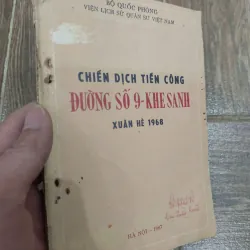 BỘ QUỐC PHÒNG
VIỆN LỊCH SỬ QUÂN SỰ VIỆT NAM
CHIẾN DỊCH TIẾN CÔNG
ĐƯỜNG SỐ 9-KHE SANH
XUÂN HÈ 1968
HÀ NỘI - 1987